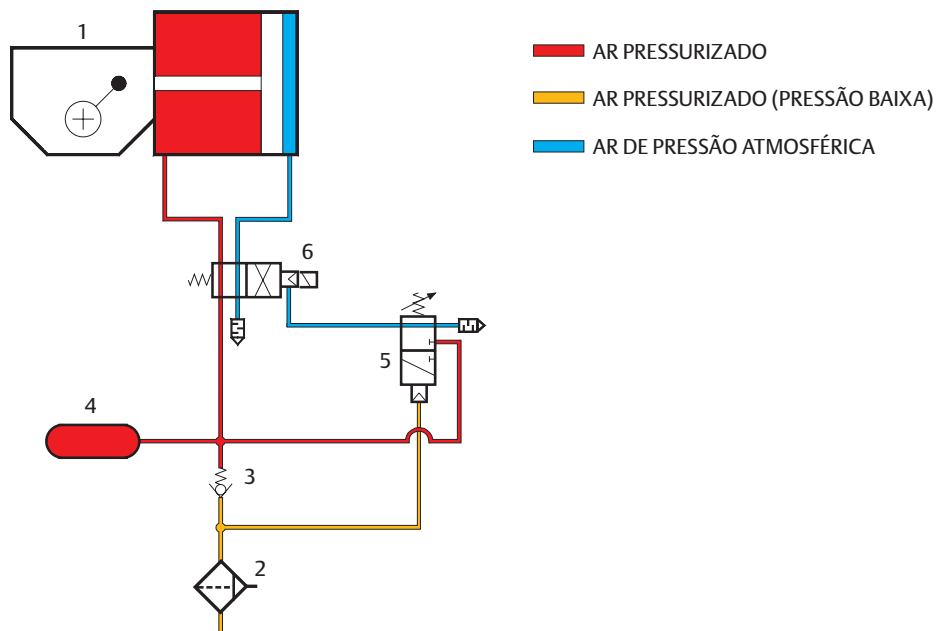 1
AR PRESSURIZADO
AR PRESSURIZADO (PRESSÃO BAIXA)
AR DE PRESSÃO ATMOSFÉRICA
6
5
4
3
2